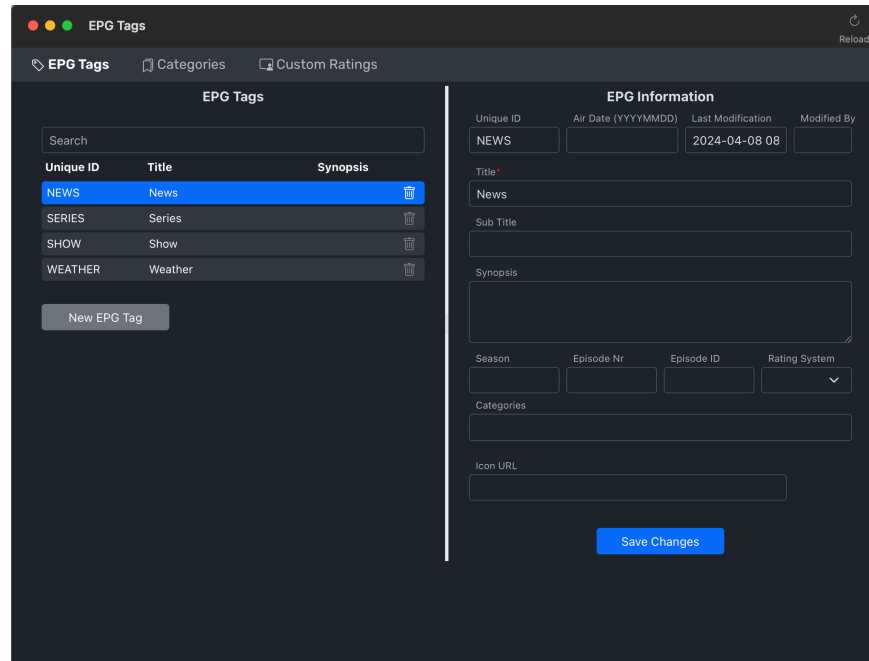 EPG Tags
Reload
EPG Tags Categories Custom Ratings
EPG Tags
Search
Unique ID Title Synopsis
NEWS News
SERIES Series
SHOW Show
WEATHER Weather
New EPG Tag
EPG Information
Unique ID Air Date (YYYYMMDD) Last Modification Modified By
NEWS 2024-04-08 08
Title*
News
Sub Title
Synopsis
Season Episode Nr Episode ID Rating System
Categories
Icon URL
Save Changes